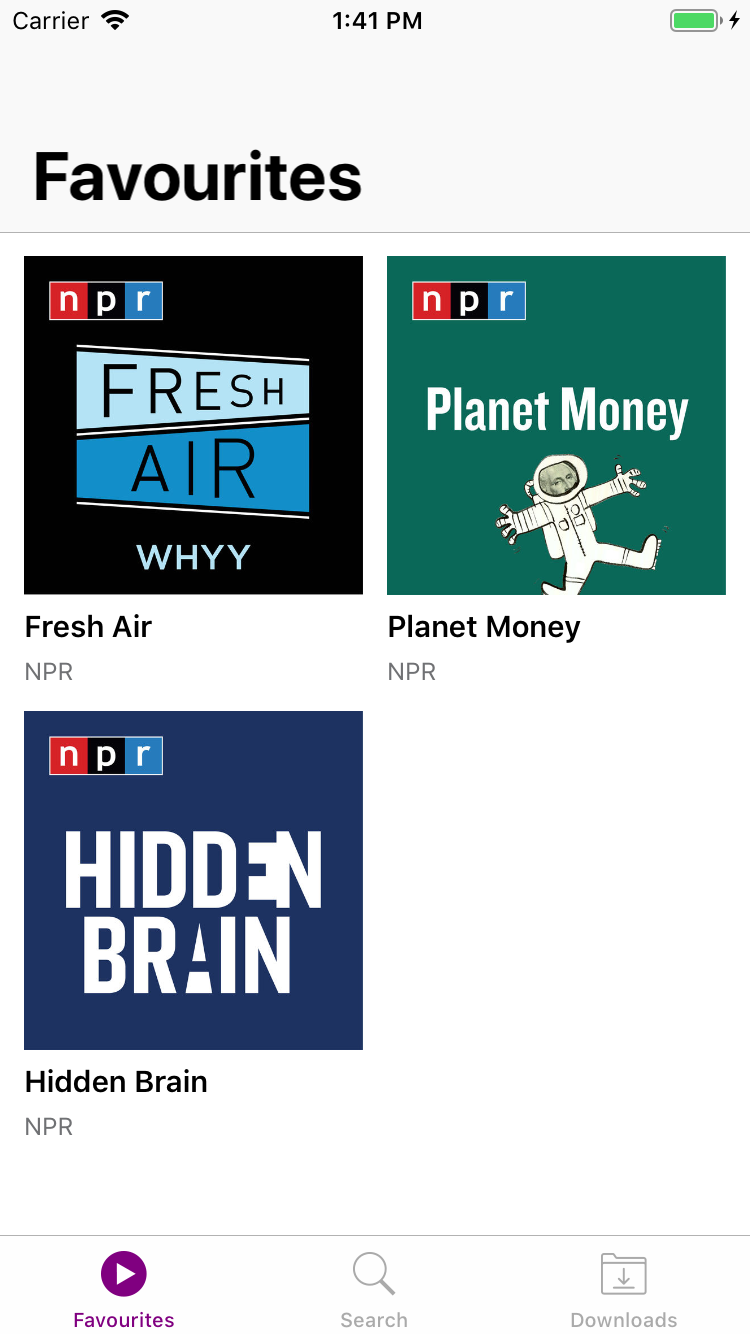 Carrier 1:41 PM
Favourites
npr
FRESH
AIR
WHYY
Fresh Air
NPR
npr
Planet Money
Planet Money
NPR
npr
HIDDEN
BRAIN
Hidden Brain
NPR
Favourites Search Downloads